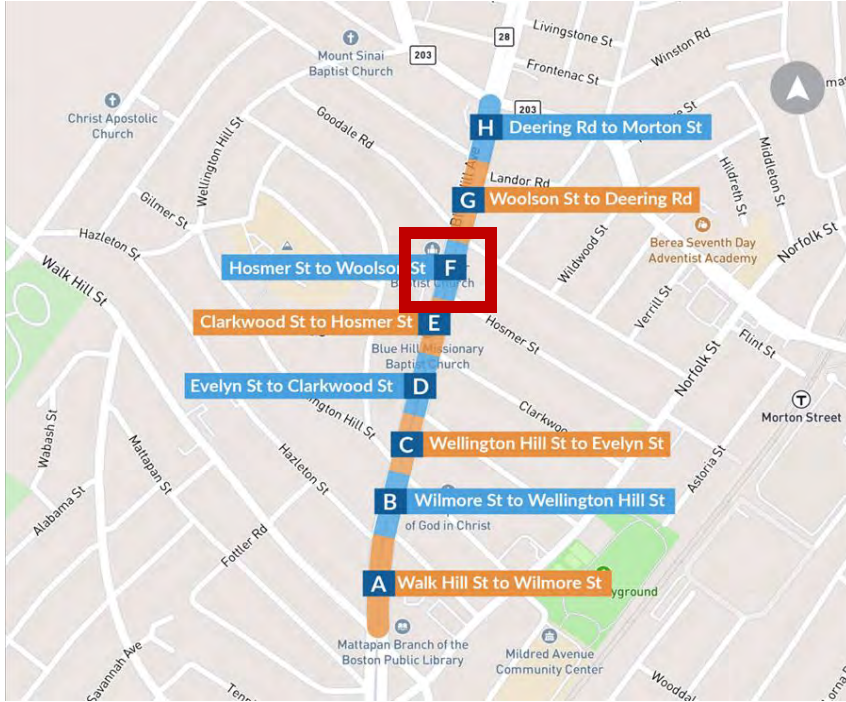 Livingstone St
28
203
Mount Sinai
Baptist Church
Winston Rd
Frontenac St
Christ Apostolic
Church
Goodale Rd
203
H Deering Rd to Morton St
Wellington Hill St
Landor Rd
Hildreth St
Middleton St
G Woolson St to Deering Rd
Gilmer St
Hazleton St
Berea Seventh Day
Adventist Academy
Norfolk St
Walk Hill St
Wildwood St
Hosmer St to Woolson St F
Baptist Church
Verrill St
Clarkwood St to Hosmer St E
Hosmer St
Flint St
Blue Hill Missionary
Baptist Church
Norfolk St
Evelyn St to Clarkwood St D
T
Morton Street
Wabash St
Mattapan St
Hazleton St
C Wellington Hill St to Evelyn St
Astoria St
B Wilmore St to Wellington Hill St
of God in Christ
Alabama St
Fottler Rd
A Walk Hill St to Wilmore St
Mattapan Branch of the
Boston Public Library
Mildred Avenue
Community Center
Savannah Ave